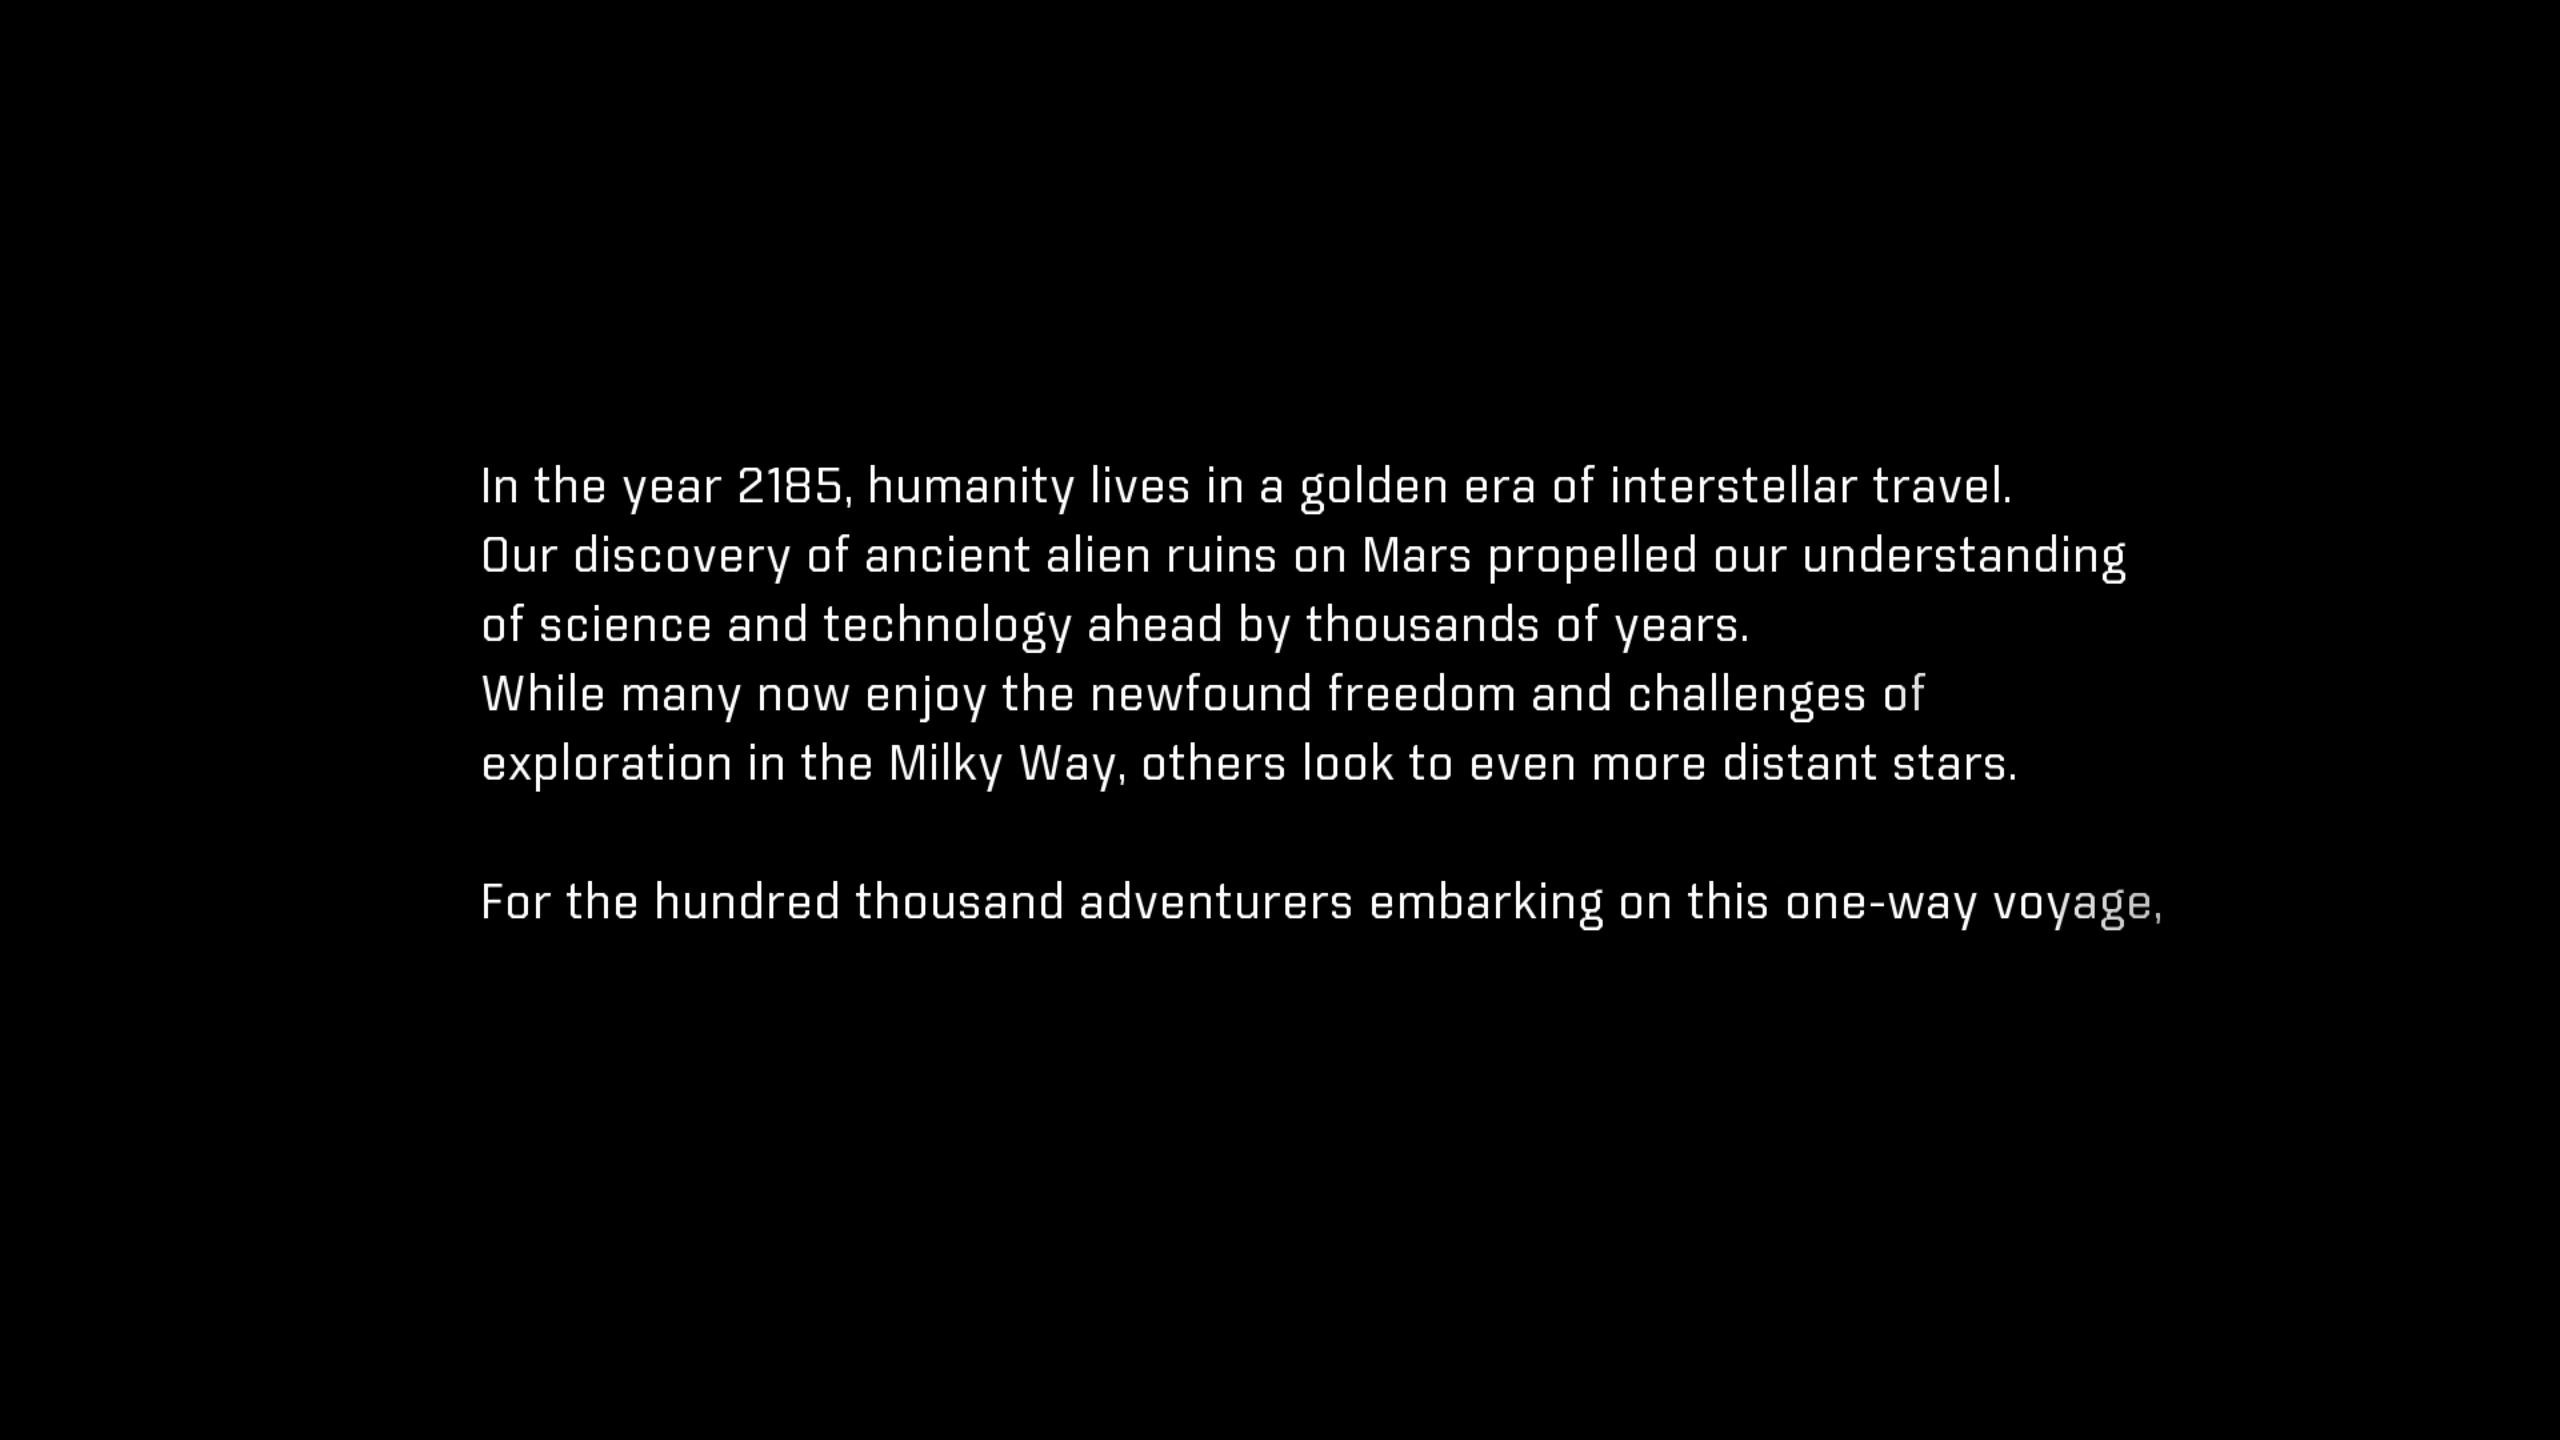 In the year 2185, humanity lives in a golden era of interstellar travel.
Our discovery of ancient alien ruins on Mars propelled our understanding
of science and technology ahead by thousands of years.
While many now enjoy the newfound freedom and challenges of
exploration in the Milky Way, others look to even more distant stars.
For the hundred thousand adventurers embarking on this one-way voyage,